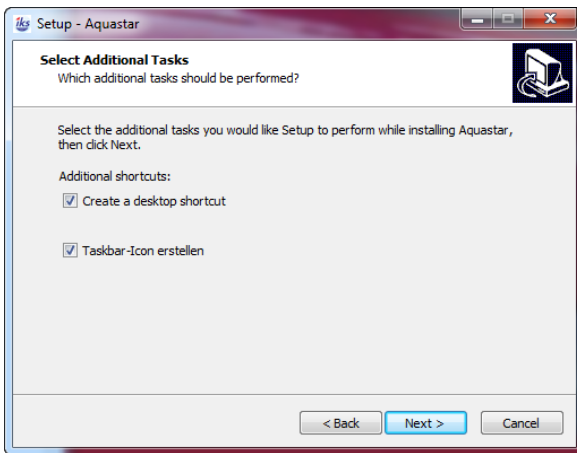 iks Setup - Aquastar
Select Additional Tasks
Which additional tasks should be performed?
Select the additional tasks you would like Setup to perform while installing Aquastar,
then click Next.
Additional shortcuts:
Create a desktop shortcut
Taskbar-Icon erstellen
< Back Next > Cancel